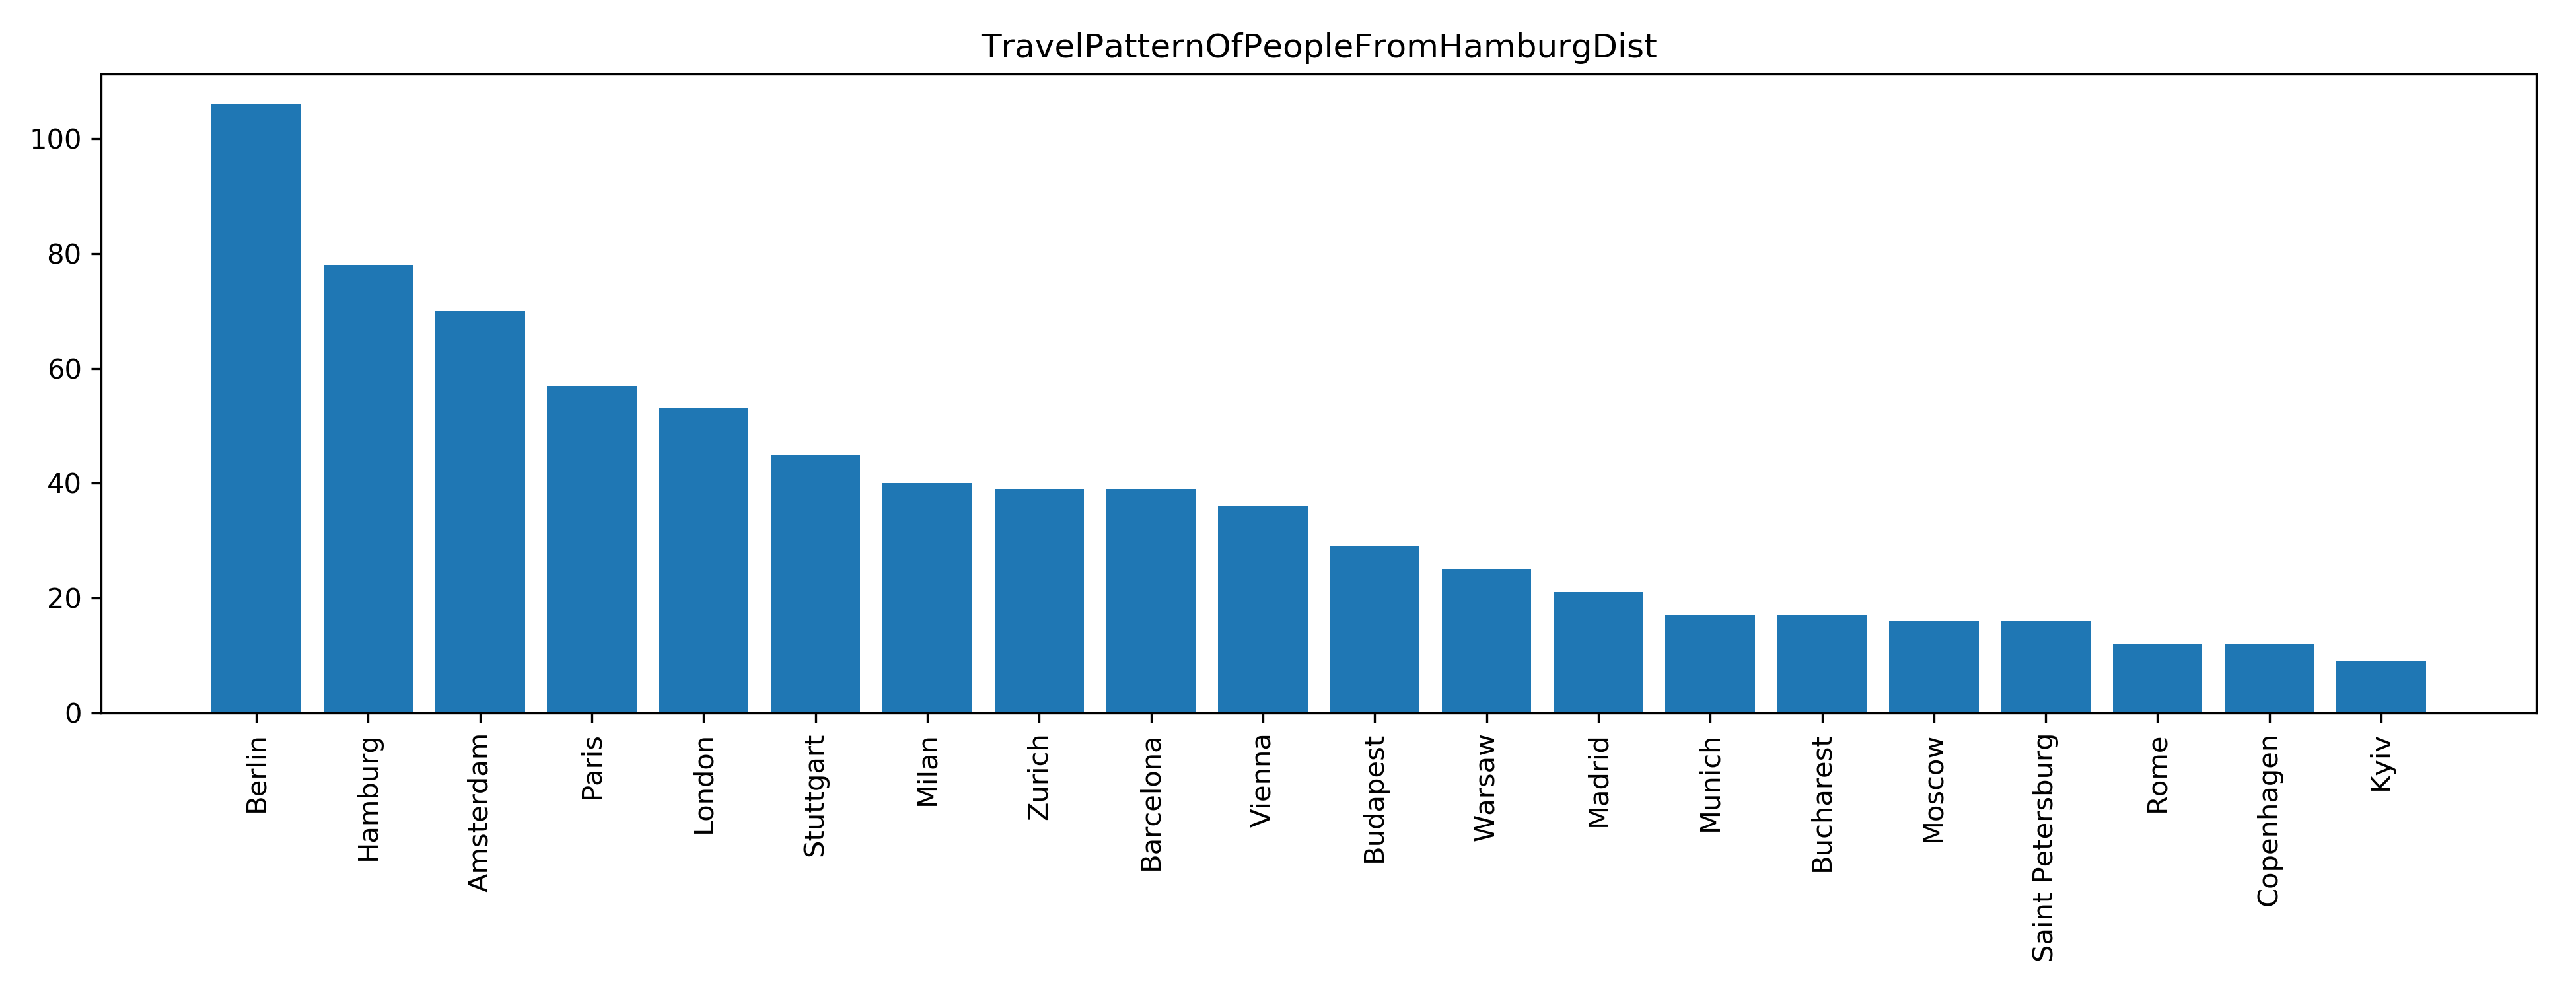 TravelPatternOfPeopleFromHamburgDist
100
80
60
40
20
0
Berlin
Hamburg
Amsterdam
Paris
London
Stuttgart
Milan
Zurich
Barcelona
Vienna
Budapest
Warsaw
Madrid
Munich
Bucharest
Moscow
Saint Petersburg
Rome
Copenhagen
Kyiv